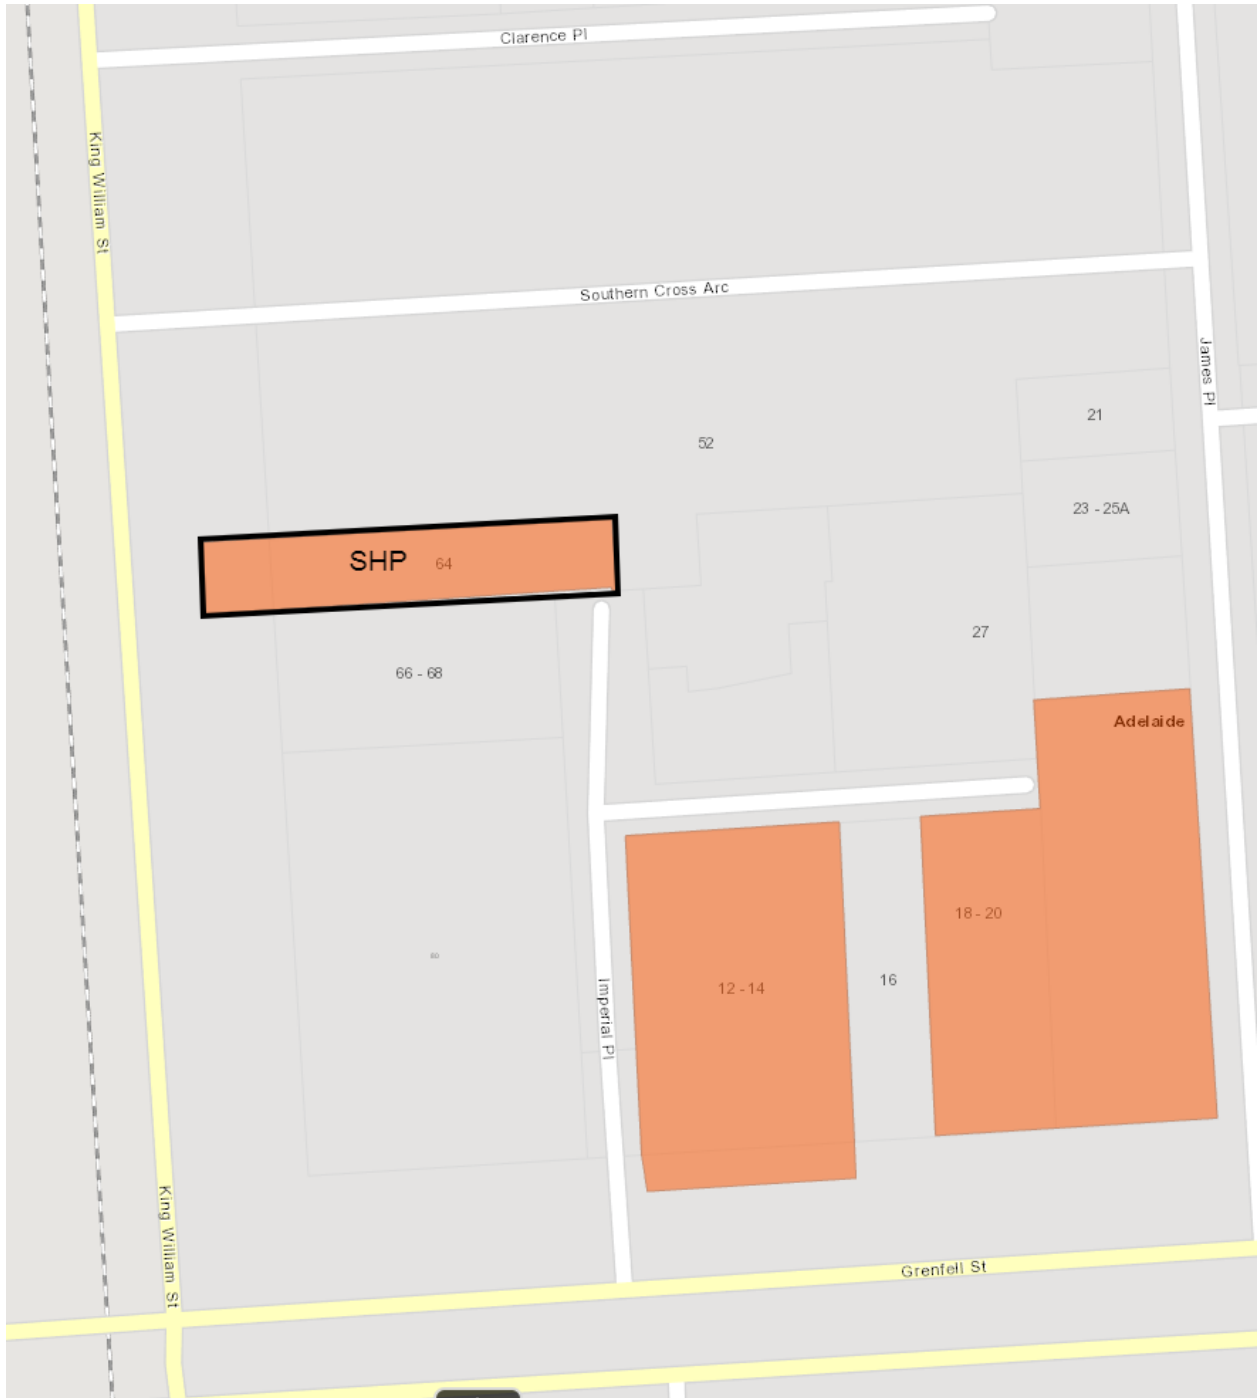 Clarence Pl
King William St
Southern Cross Arc
James Pl
21
52
23 - 25A
SHP 64
27
66 - 68
Adelaide
18 - 20
8
12 - 14
16
Imperial Pl
King William St
Grenfell St